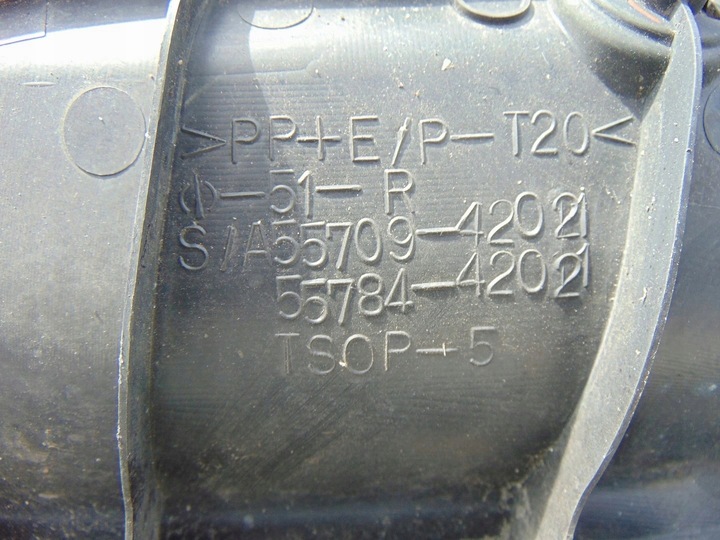 >PP+E/P-T20<
Φ-51-R
S/A55709-42021
55784-42021
TSOP-5